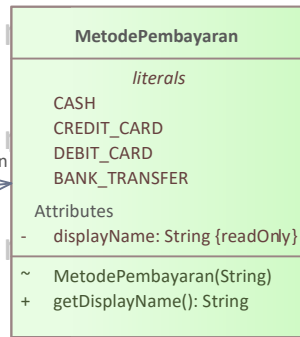 MetodePembayaran
literals
CASH
CREDIT_CARD
DEBIT_CARD
BANK_TRANSFER
Attributes
- displayName: String {readOnly}
~ MetodePembayaran(String)
+ getDisplayName(): String